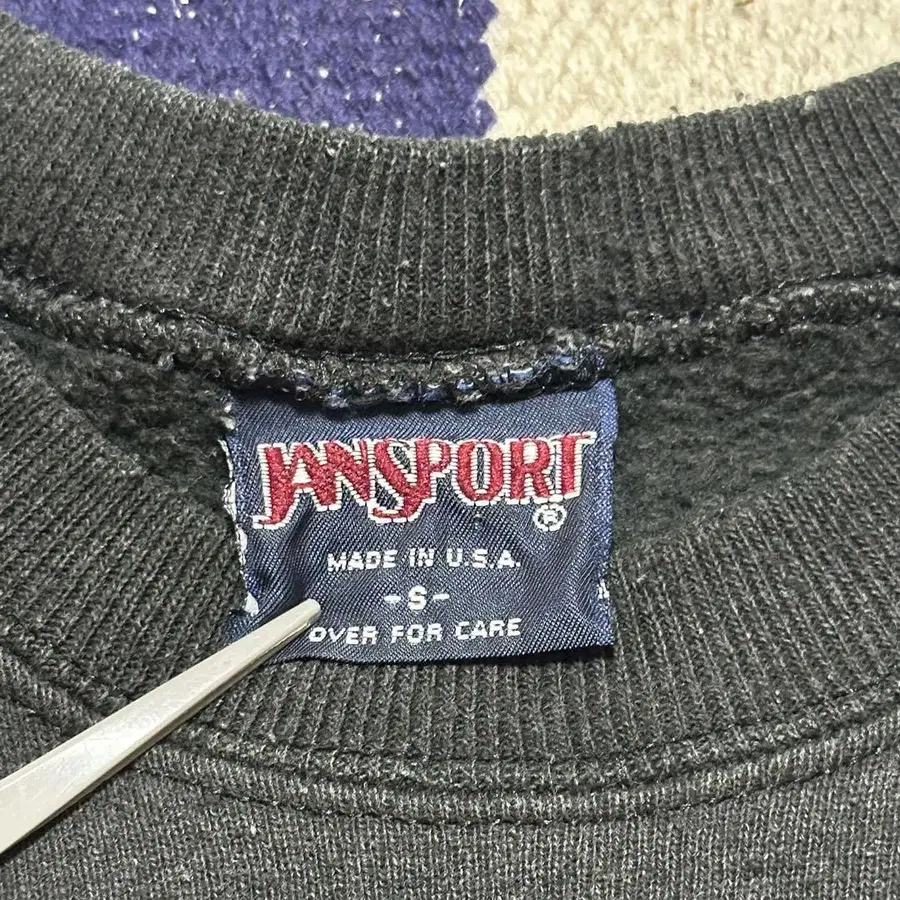 JANSPORT®
MADE IN U.S.A.
-S-
OVER FOR CARE